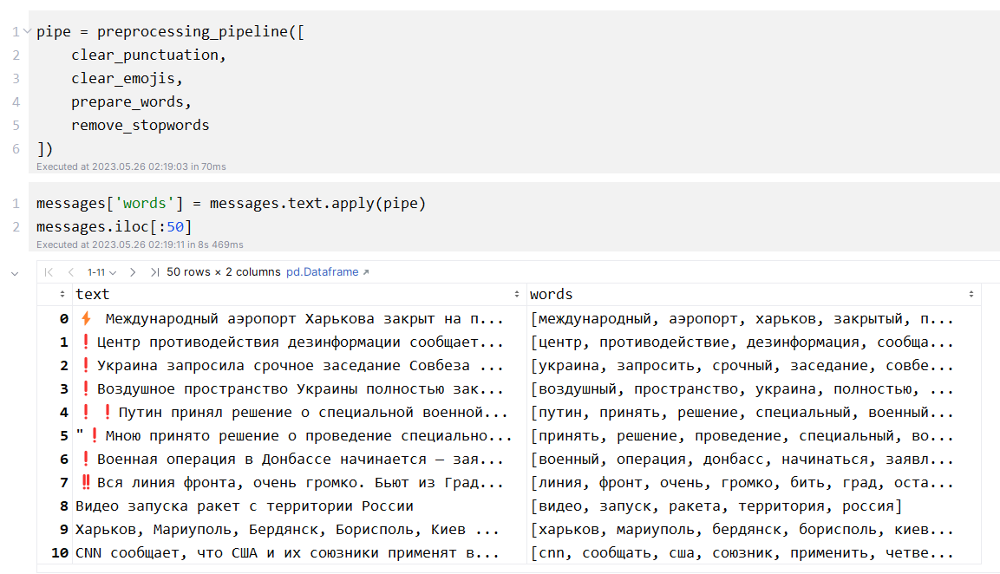 1 pipe = preprocessing_pipeline([
2 clear_punctuation,
3 clear_emojis,
4 prepare_words,
5 remove_stopwords
6 ])
Executed at 2023.05.26 02:19:03 in 70ms
1 messages['words'] = messages.text.apply(pipe)
2 messages.iloc[:50]
Executed at 2023.05.26 02:19:11 in 8s 469ms
1-11 50 rows × 2 columns pd.Dataframe
text words
0 ⚡ Международный аэропорт Харькова закрыт на п... [международный, аэропорт, харьков, закрытый, п...
1 ❗Центр противодействия дезинформации сообщает... [центр, противодействие, дезинформация, сообща...
2 ❗Украина запросила срочное заседание Совбеза ... [украина, запросить, срочный, заседание, совбе...
3 ❗Воздушное пространство Украины полностью зак... [воздушный, пространство, украина, полностью, ...
4 ❗❗Путин принял решение о специальной военной... [путин, принять, решение, специальный, военный...
5 "❗Мною принято решение о проведение специально... [принять, решение, проведение, специальный, во...
6 ❗Военная операция в Донбассе начинается — зая... [военный, операция, донбасс, начинаться, заявл...
7 ‼Вся линия фронта, очень громко. Бьют из Град... [линия, фронт, очень, громко, бить, град, оста...
8 Видео запуска ракет с территории России [видео, запуск, ракета, территория, россия]
9 Харьков, Мариуполь, Бердянск, Борисполь, Киев ... [харьков, мариуполь, бердянск, борисполь, киев...
10 CNN сообщает, что США и их союзники применят в... [cnn, сообщать, сша, союзник, применить, четве...